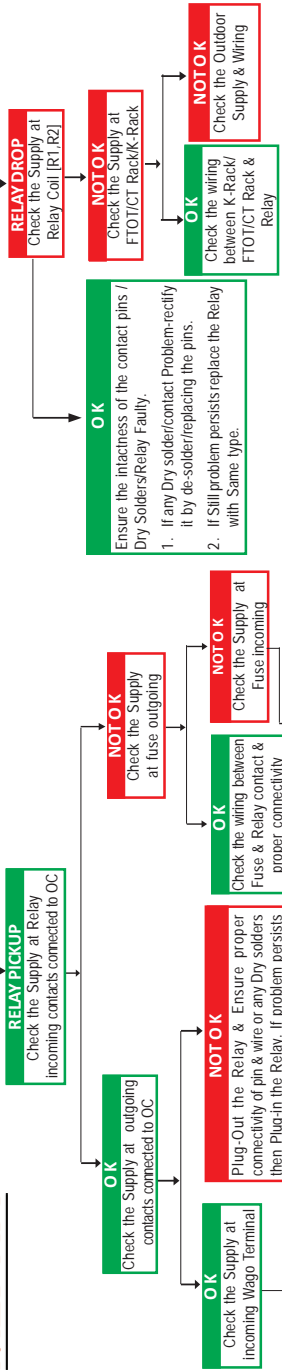 RELAY PICKUP
Check the Supply at Relay
incoming contacts connected to OC
OK
Check the Supply at outgoing
contacts connected to OC
OK
Check the Supply at
incoming Wago Terminal
NOT OK
Plug-Out the Relay & Ensure proper
connectivity of pin & wire or any Dry solders
then Plug-in the Relay. If problem persists
NOT OK
Check the Supply
at fuse outgoing
OK
Check the wiring between
Fuse & Relay contact &
proper connectivity
NOT OK
Check the Supply at
Fuse incoming
RELAY DROP
Check the Supply at
Relay Coil [R1,R2]
OK
Ensure the intactness of the contact pins /
Dry Solders/Relay Faulty.
1. If any Dry solder/contact Problem-rectify
it by de-solder/replacing the pins.
2. If Still problem persists replace the Relay
with Same type.
NOT OK
Check the Supply at
FTOT/CT Rack/K-Rack
OK
Check the wiring
between K-Rack/
FTOT/CT Rack &
Relay
NOT OK
Check the Outdoor
Supply & Wiring